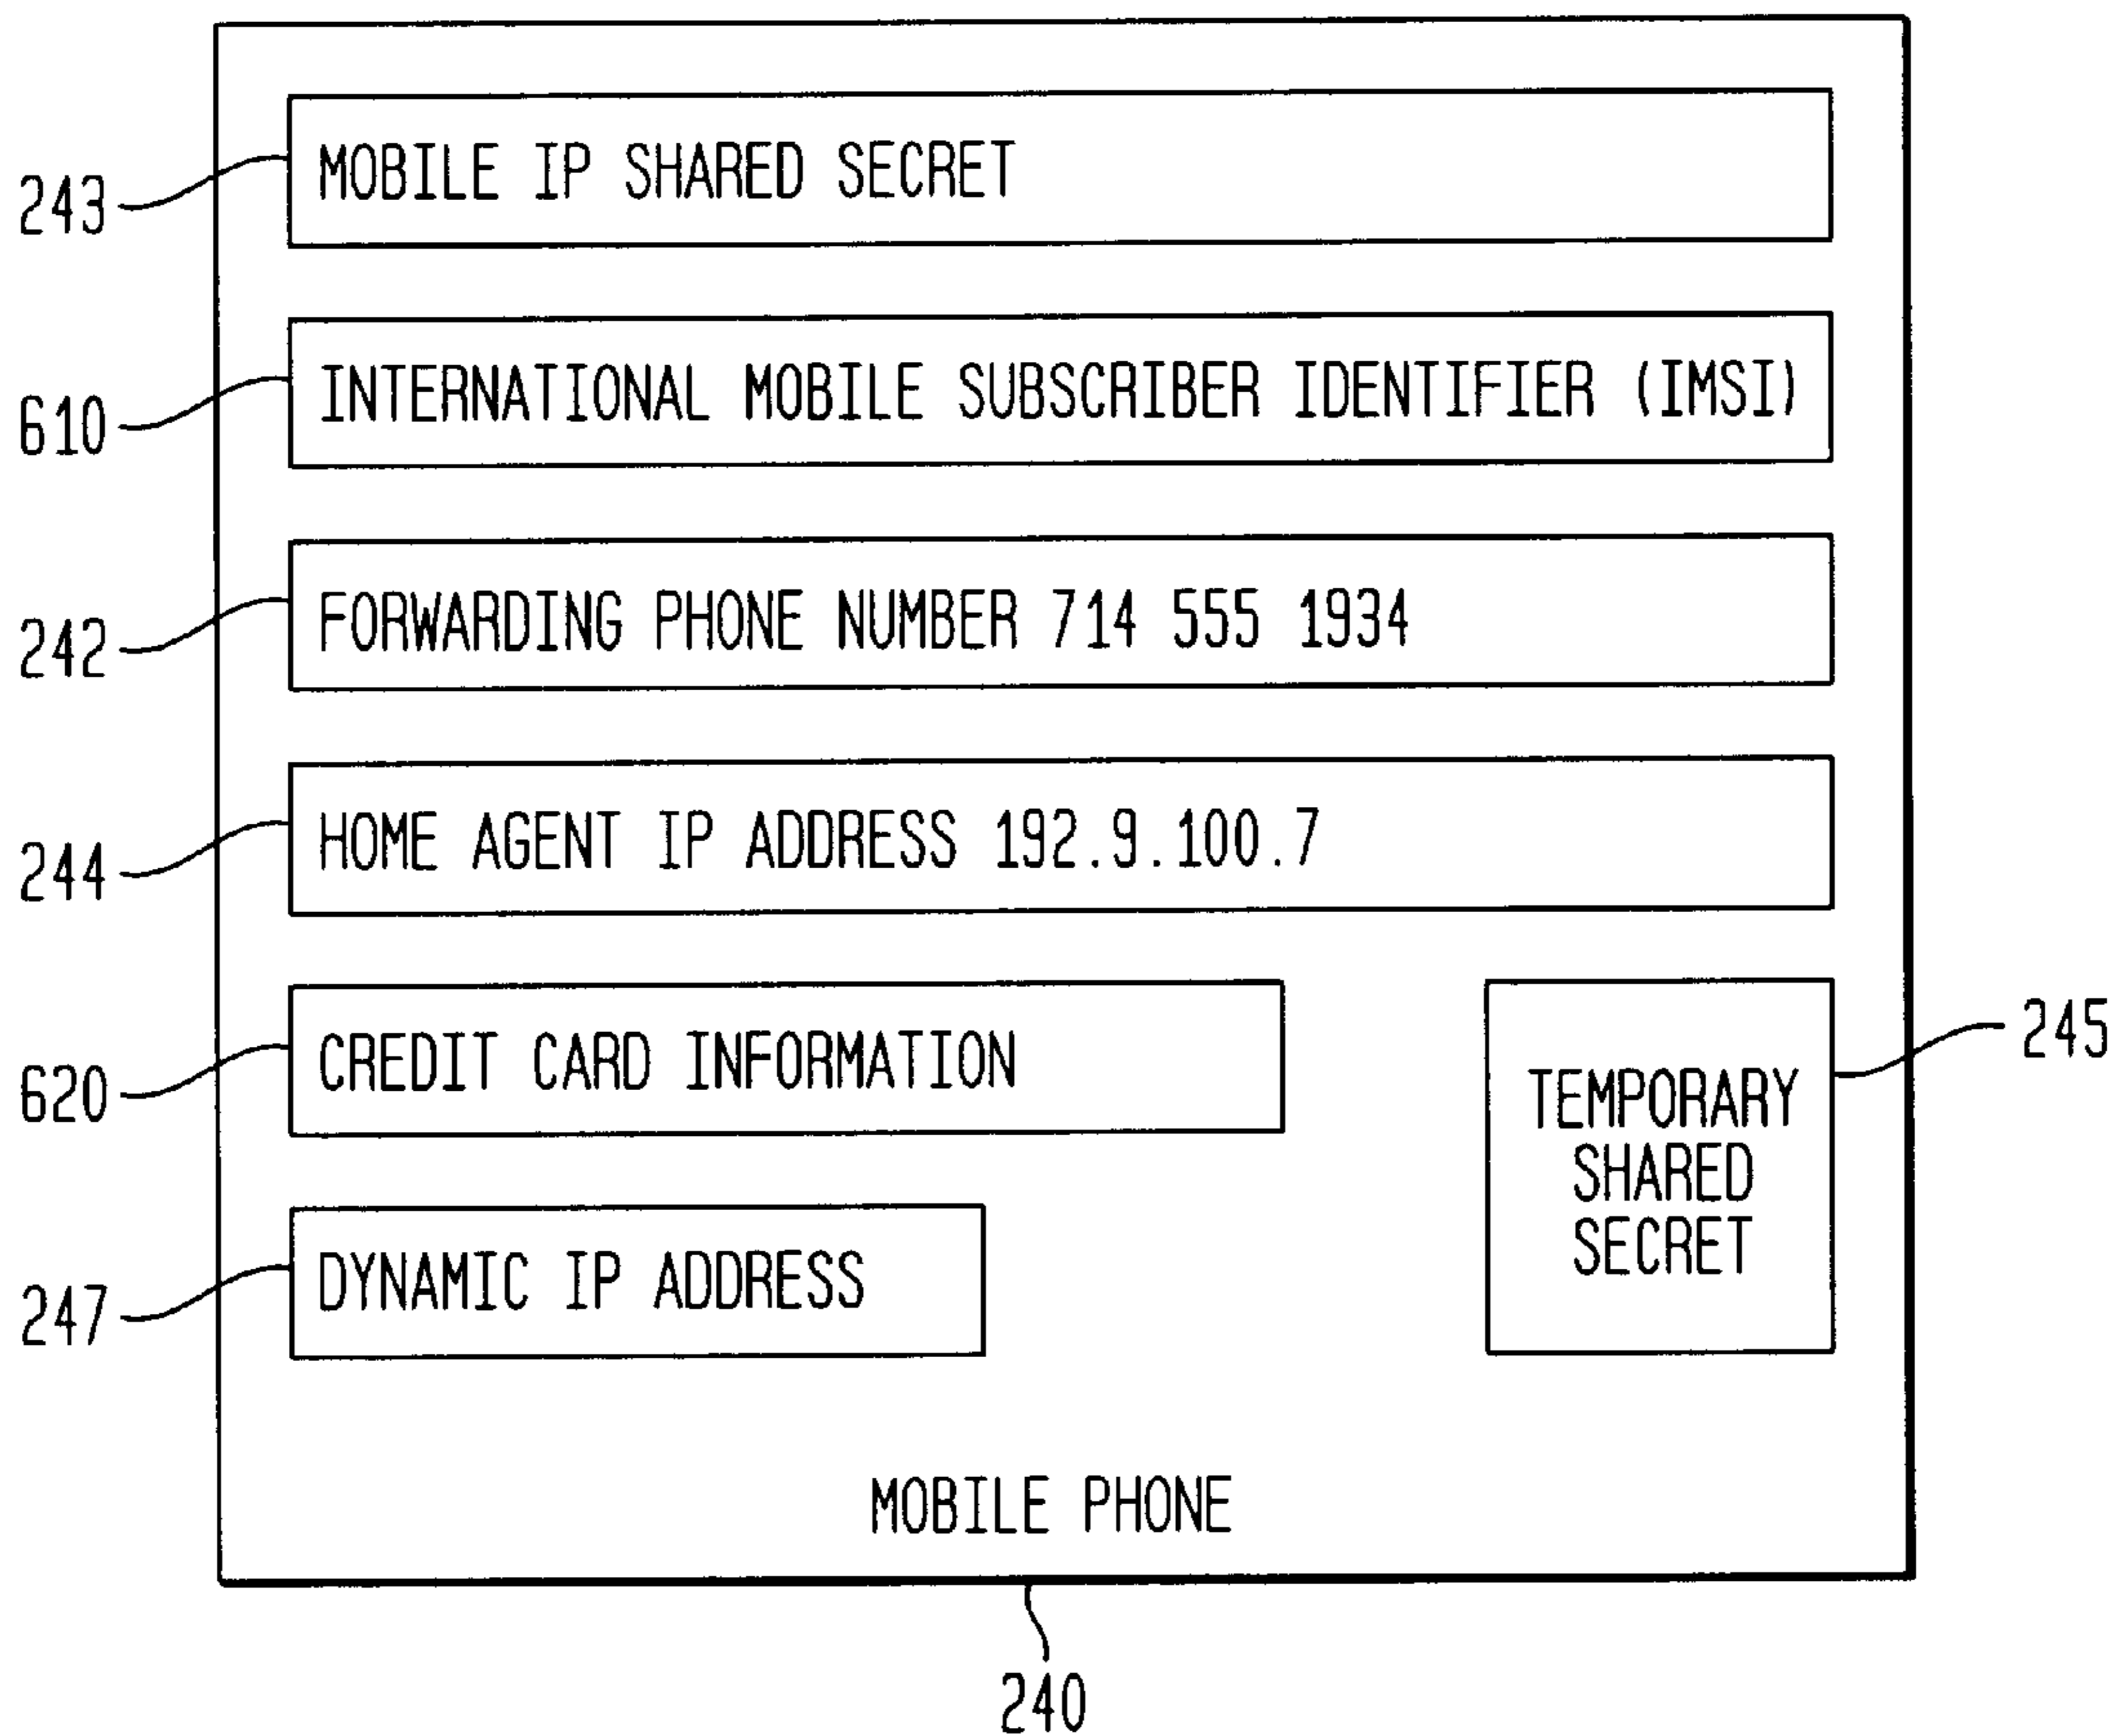 243
MOBILE IP SHARED SECRET
610
INTERNATIONAL MOBILE SUBSCRIBER IDENTIFIER (IMSI)
242
FORWARDING PHONE NUMBER 714 555 1934
244
HOME AGENT IP ADDRESS 192.9.100.7
620
CREDIT CARD INFORMATION
245
TEMPORARY
SHARED
SECRET
247
DYNAMIC IP ADDRESS
MOBILE PHONE
240